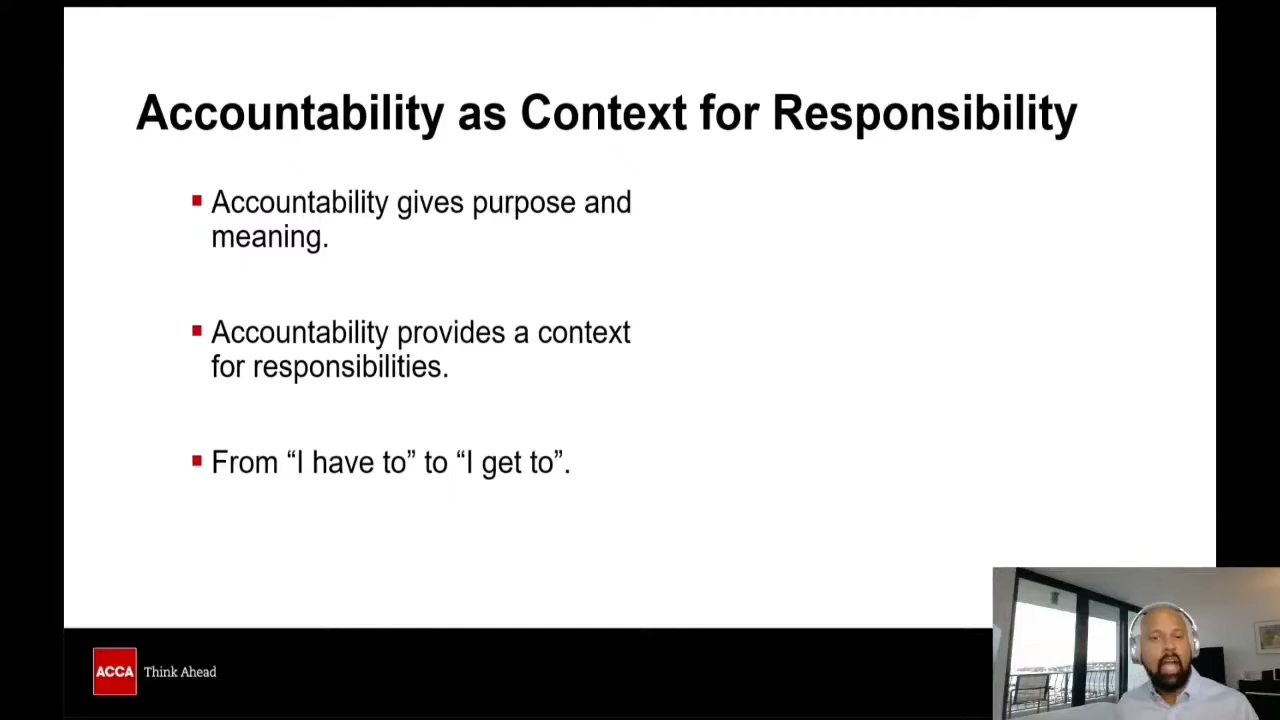 Accountability as Context for Responsibility
Accountability gives purpose and
meaning.
Accountability provides a context
for responsibilities.
From “I have to” to “I get to”.
ACCA Think Ahead